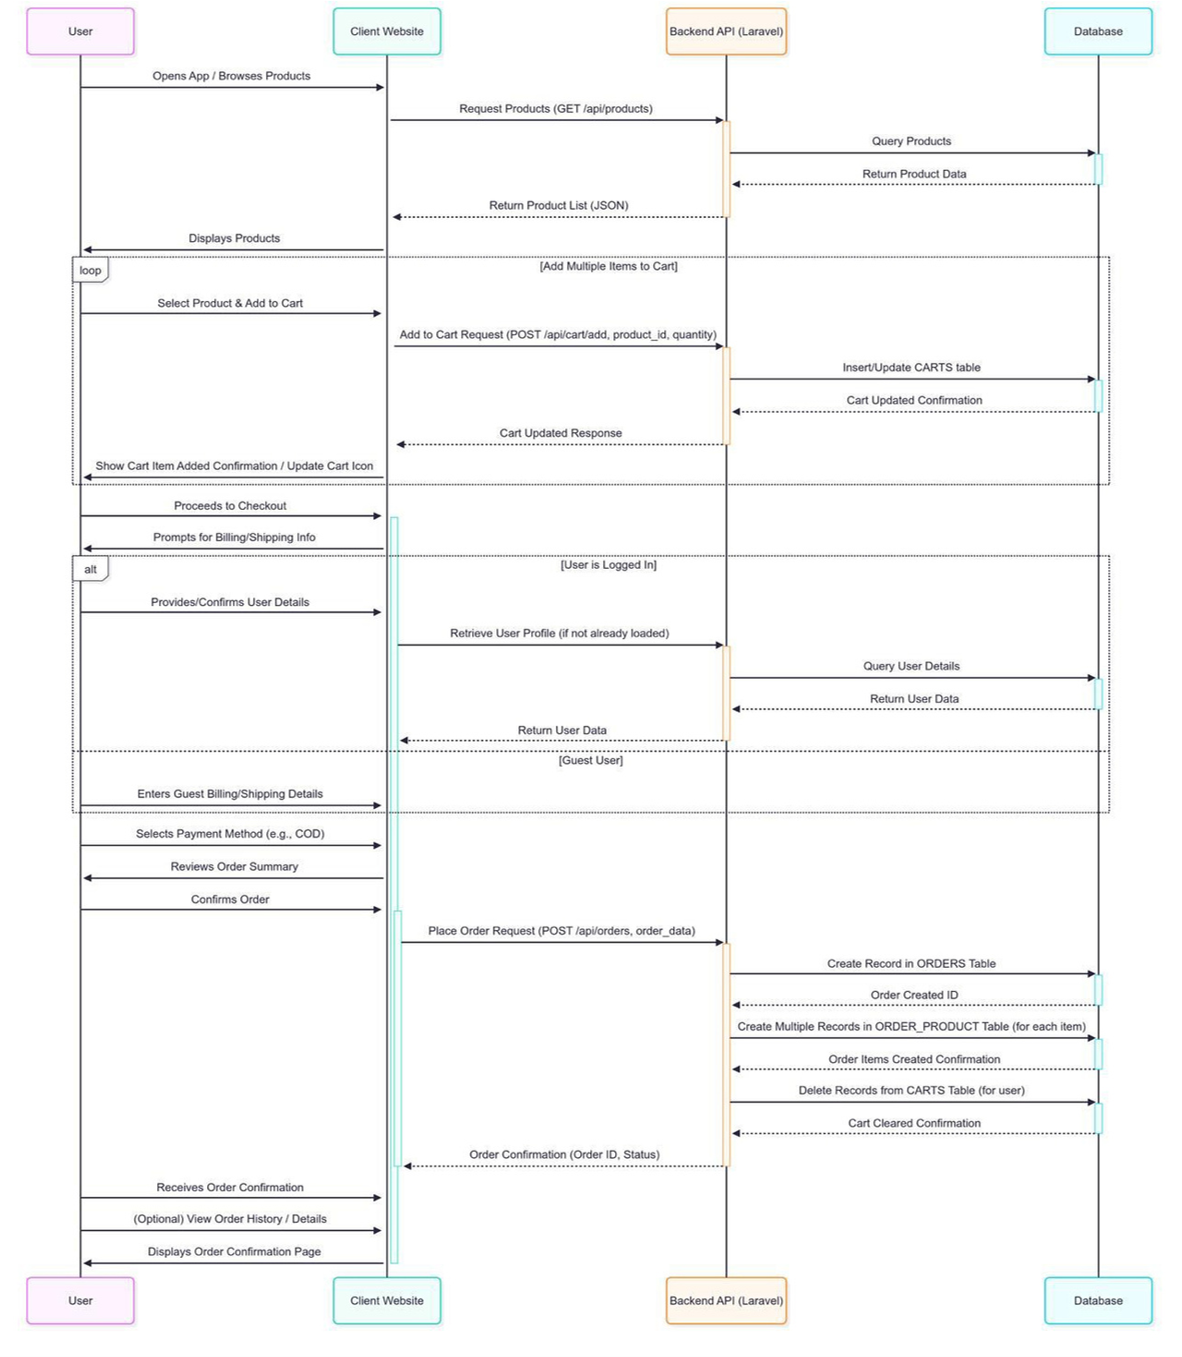 User
Client Website
Backend API (Laravel)
Database
Opens App / Browses Products
Request Products (GET /api/products)
Query Products
Return Product Data
Return Product List (JSON)
Displays Products
loop
[Add Multiple Items to Cart]
Select Product & Add to Cart
Add to Cart Request (POST /api/cart/add, product_id, quantity)
Insert/Update CARTS table
Cart Updated Confirmation
Cart Updated Response
Show Cart Item Added Confirmation / Update Cart Icon
Proceeds to Checkout
Prompts for Billing/Shipping Info
alt
[User is Logged In]
Provides/Confirms User Details
Retrieve User Profile (if not already loaded)
Query User Details
Return User Data
Return User Data
[Guest User]
Enters Guest Billing/Shipping Details
Selects Payment Method (e.g., COD)
Reviews Order Summary
Confirms Order
Place Order Request (POST /api/orders, order_data)
Create Record in ORDERS Table
Order Created ID
Create Multiple Records in ORDER_PRODUCT Table (for each item)
Order Items Created Confirmation
Delete Records from CARTS Table (for user)
Cart Cleared Confirmation
Order Confirmation (Order ID, Status)
Receives Order Confirmation
(Optional) View Order History / Details
Displays Order Confirmation Page
User
Client Website
Backend API (Laravel)
Database